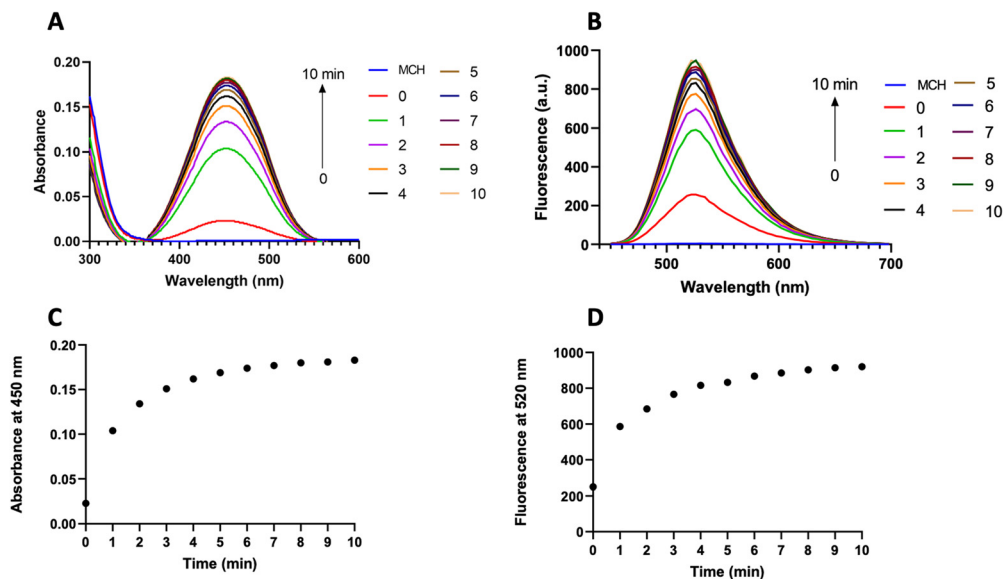 A
0.20
0.15
0.10
0.05
0.00
Absorbance
300
400
500
600
Wavelength (nm)
10 min
0
MCH
0
1
2
3
4
5
6
7
8
9
10
B
1000
800
600
400
200
0
Fluorescence (a.u.)
500
600
700
Wavelength (nm)
10 min
0
MCH
0
1
2
3
4
5
6
7
8
9
10
C
0.20
0.15
0.10
0.05
0.00
Absorbance at 450 nm
0 1 2 3 4 5 6 7 8 9 10
Time (min)
D
1000
800
600
400
200
0
Fluorescence at 520 nm
0 1 2 3 4 5 6 7 8 9 10
Time (min)